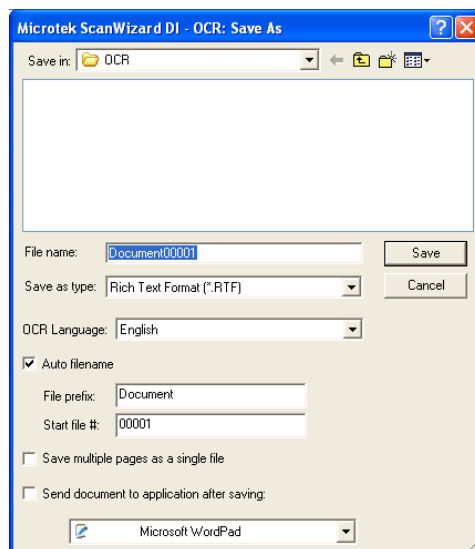 Microtek ScanWizard DI - OCR: Save As
Save in: OCR
File name: Document00001 Save
Save as type: Rich Text Format (*.RTF) Cancel
OCR Language: English
Auto filename
File prefix: Document
Start file #: 00001
Save multiple pages as a single file
Send document to application after saving:
Microsoft WordPad